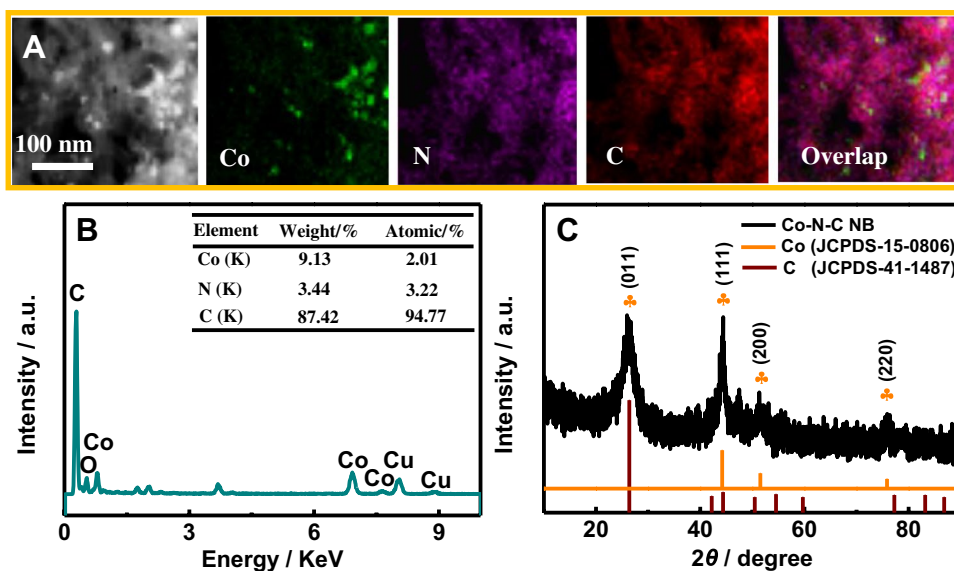 A
100 nm
Co
N
C
Overlap
B
Element Weight/% Atomic/%
Co (K) 9.13 2.01
N (K) 3.44 3.22
C (K) 87.42 94.77
C
Co
O
Co
Co
Cu
Cu
0 3 6 9
Energy / KeV
Intensity / a.u.
C
Co-N-C NB
Co (JCPDS-15-0806)
C (JCPDS-41-1487)
(011)
(111)
(200)
(220)
20 40 60 80
2θ / degree
Intensity / a.u.